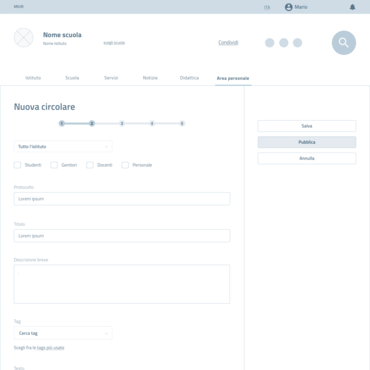 MIUR
(1)
Mario
Nome scuola
Nome istituto
scegli scuola
Condividi
Istituto
Scuola
Servizi
Notizie
Didattica
Area personale
Nuova circolare
1
2
3
4
5
Tutto l'istituto
Studenti
Genitori
Docenti
Personale
Salva
Pubblica
Annulla
Protocollo
Lorem ipsum
Titolo
Lorem ipsum
Descrizione breve
Tag
Cerca tag
Scegli fra le tags più usate
Testo